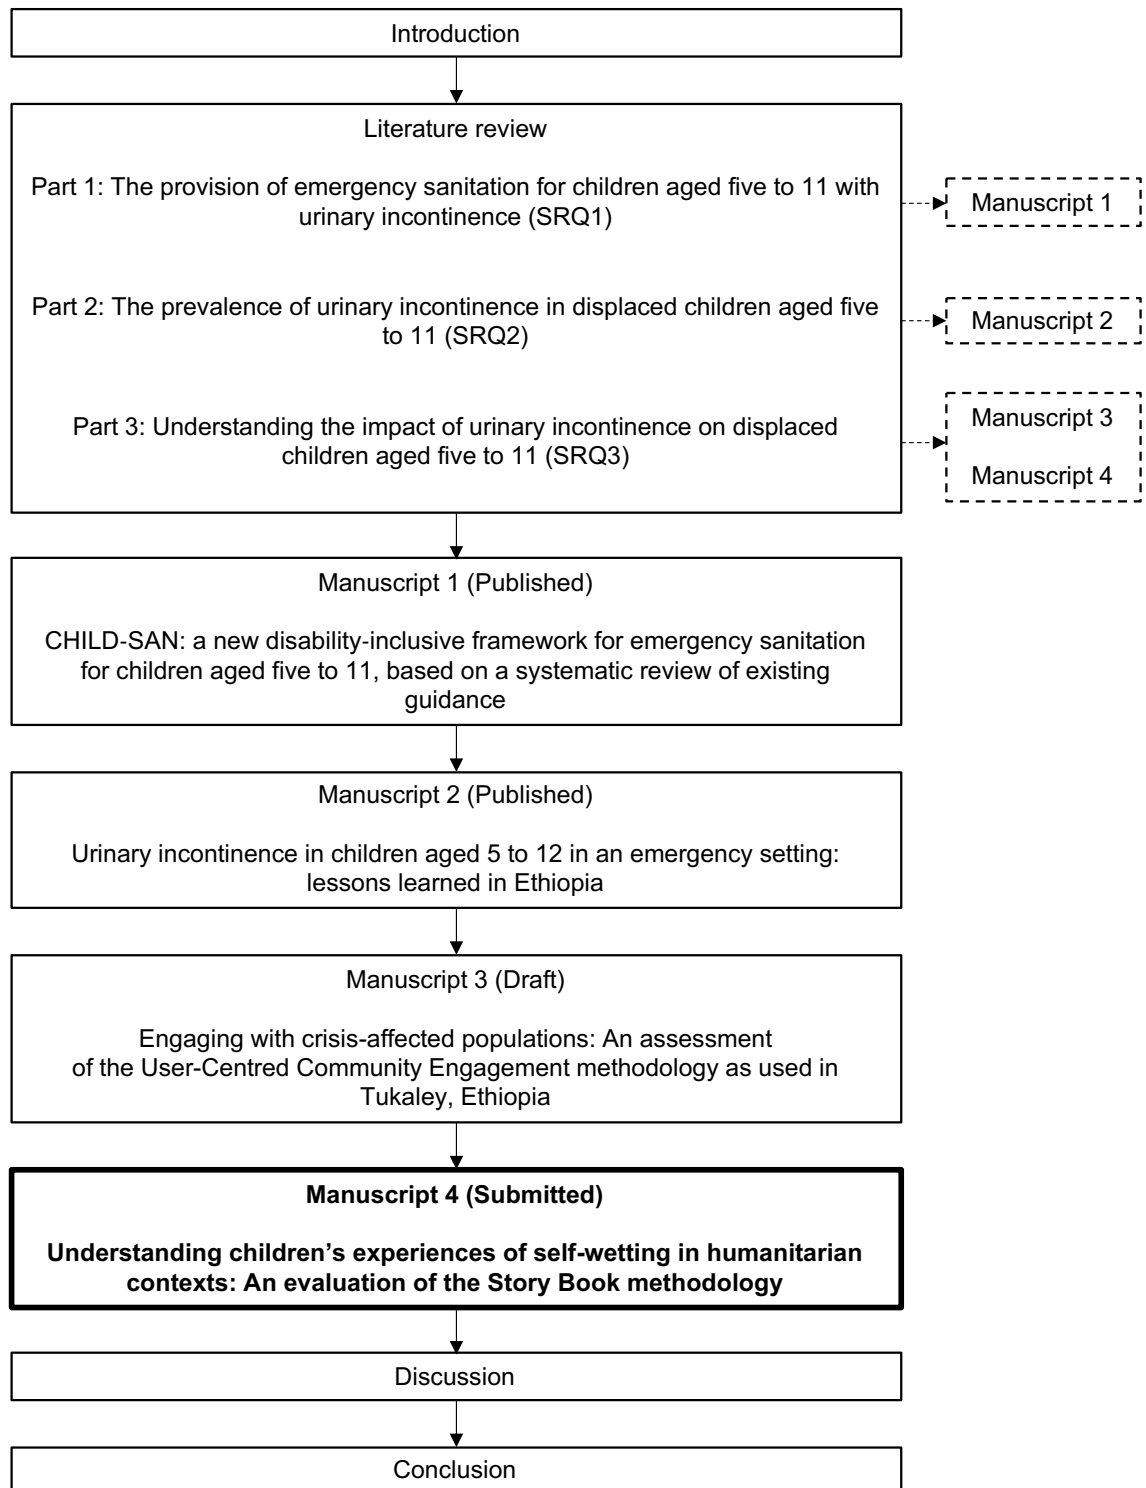 Introduction
Literature review
Part 1: The provision of emergency sanitation for children aged five to 11 with
urinary incontinence (SRQ1)
Manuscript 1
Part 2: The prevalence of urinary incontinence in displaced children aged five
to 11 (SRQ2)
Manuscript 2
Part 3: Understanding the impact of urinary incontinence on displaced
children aged five to 11 (SRQ3)
Manuscript 3
Manuscript 4
Manuscript 1 (Published)
CHILD-SAN: a new disability-inclusive framework for emergency sanitation
for children aged five to 11, based on a systematic review of existing
guidance
Manuscript 2 (Published)
Urinary incontinence in children aged 5 to 12 in an emergency setting:
lessons learned in Ethiopia
Manuscript 3 (Draft)
Engaging with crisis-affected populations: An assessment
of the User-Centred Community Engagement methodology as used in
Tukaley, Ethiopia
Manuscript 4 (Submitted)
Understanding children’s experiences of self-wetting in humanitarian
contexts: An evaluation of the Story Book methodology
Discussion
Conclusion